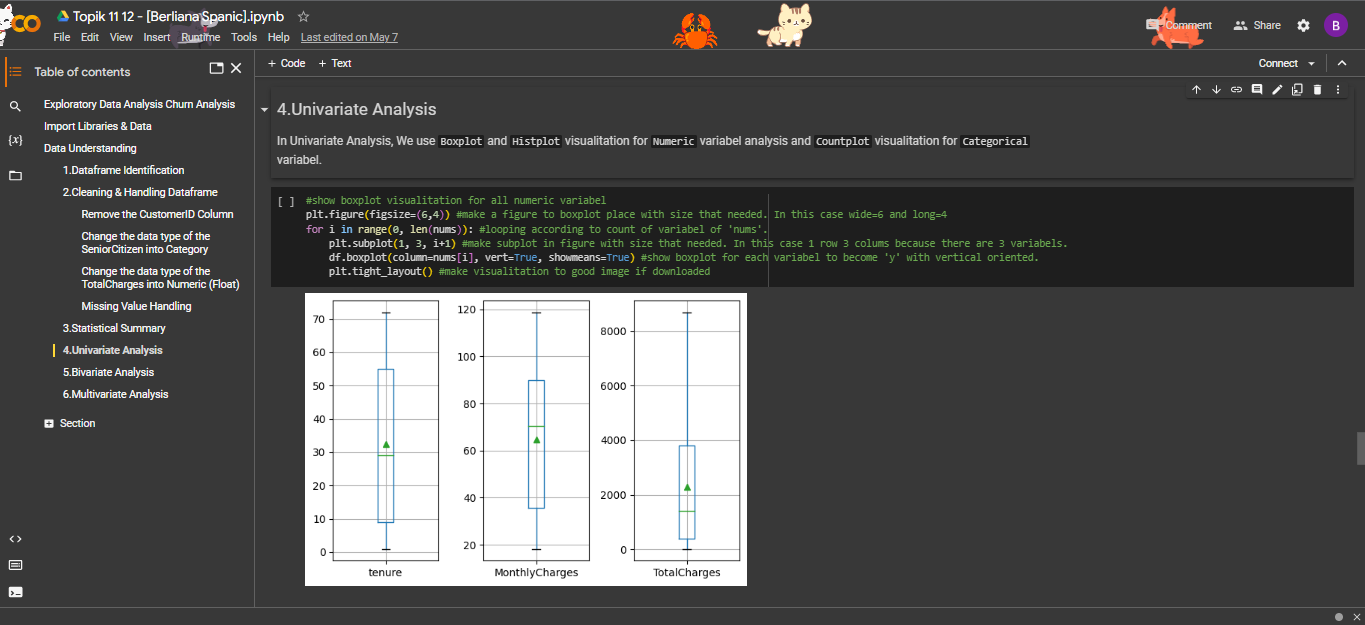 Topik 11 12 - [Berliana Spanic].ipynb
File Edit View Insert Runtime Tools Help Last edited on May 7
Comment
Share
B
Table of contents
+ Code + Text
Connect
Exploratory Data Analysis Churn Analysis
Import Libraries & Data
Data Understanding
1.Dataframe Identification
2.Cleaning & Handling Dataframe
Remove the CustomerID Column
Change the data type of the
SeniorCitizen into Category
Change the data type of the
TotalCharges into Numeric (Float)
Missing Value Handling
3.Statistical Summary
4.Univariate Analysis
5.Bivariate Analysis
6.Multivariate Analysis
Section
4.Univariate Analysis
In Univariate Analysis, We use Boxplot and Histplot visualitation for Numeric variabel analysis and Countplot visualitation for Categorical
variabel.
[ ] #show boxplot visualitation for all numeric variabel
plt.figure(figsize=(6,4)) #make a figure to boxplot place with size that needed. In this case wide=6 and long=4
for i in range(0, len(nums)): #looping according to count of variabel of 'nums'.
plt.subplot(1, 3, i+1) #make subplot in figure with size that needed. In this case 1 row 3 colums because there are 3 variabels.
df.boxplot(column=nums[i], vert=True, showmeans=True) #show boxplot for each variabel to become 'y' with vertical oriented.
plt.tight_layout() #make visualitation to good image if downloaded
70
60
50
40
30
20
10
0
tenure
120
100
80
60
40
20
MonthlyCharges
8000
6000
4000
2000
0
TotalCharges